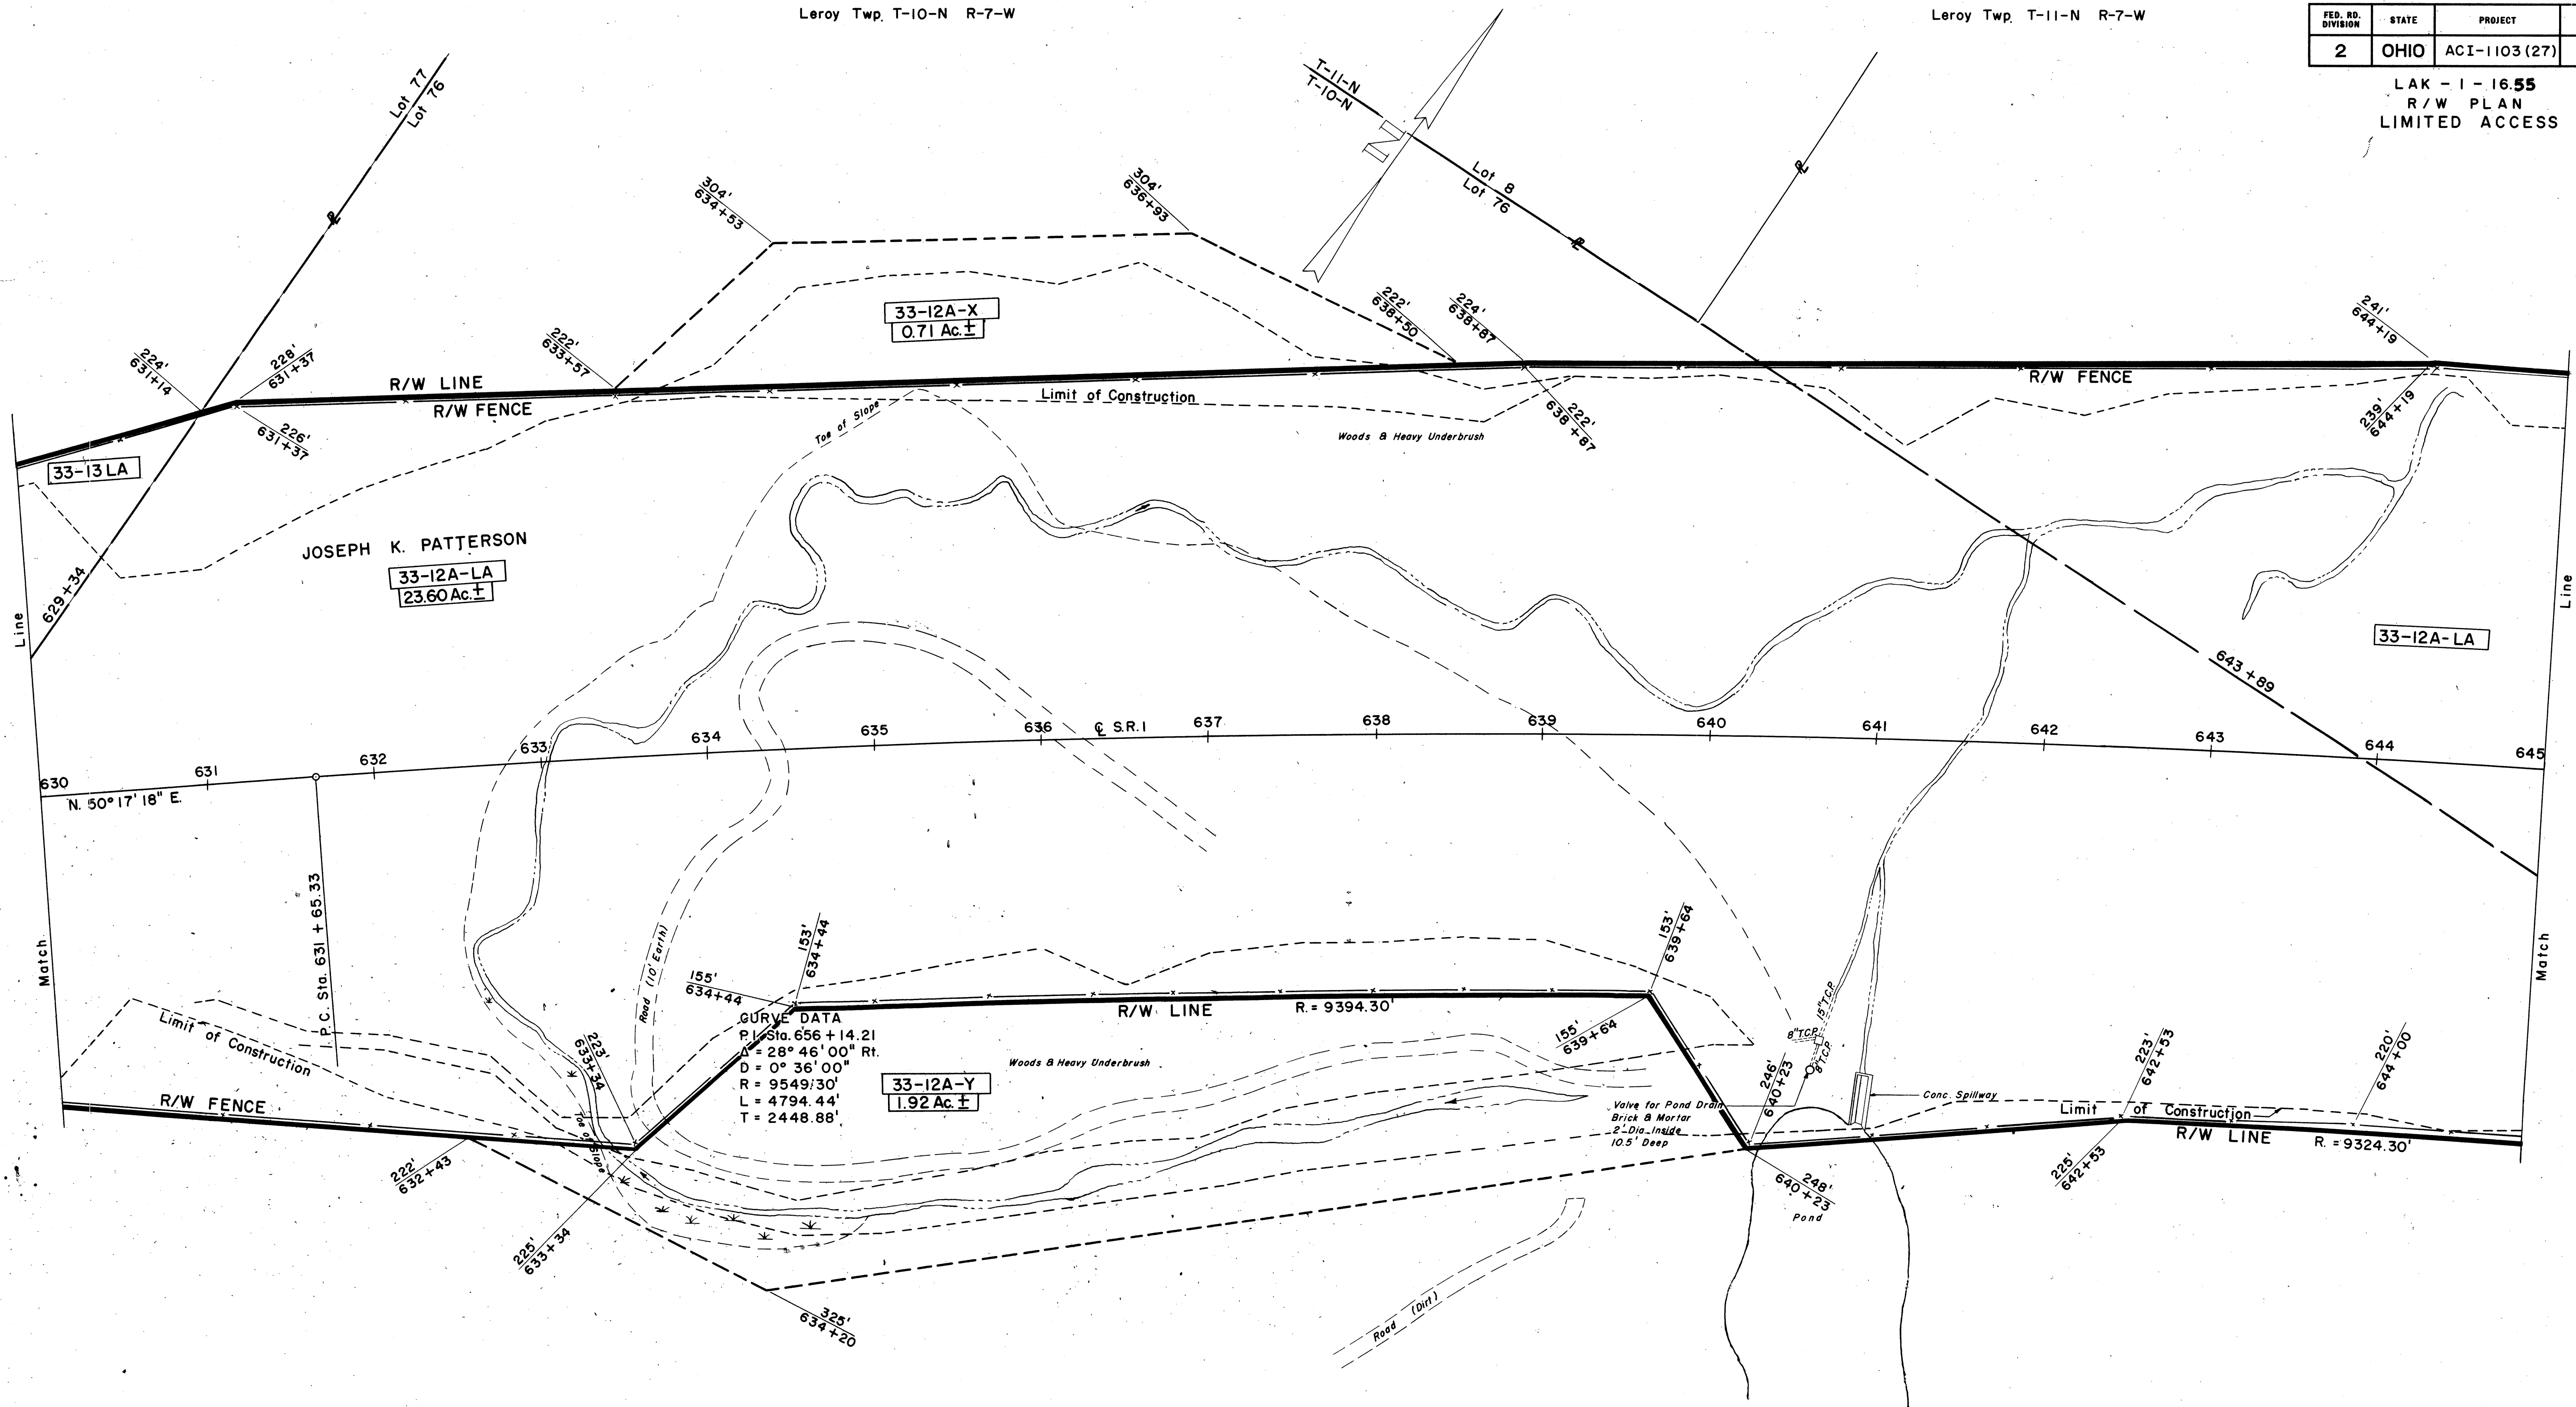 Leroy Twp. T-10-N R-7-W
Leroy Twp. T-11-N R-7-W
FED. RD. DIVISION
STATE
PROJECT
2
OHIO
ACI-1103(27)
LAK - 1 - 16.55
R/W PLAN
LIMITED ACCESS
Lot 77
Lot 76
T-11-N
T-10-N
N
Lot 8
Lot 76
304'
634+53
304'
636+93
33-12A-X
0.71 Ac.±
224'
631+14
228'
631+37
222'
633+57
222'
638+50
224'
638+87
241'
644+19
R/W LINE
R/W FENCE
Limit of Construction
R/W FENCE
226'
631+37
Toe of Slope
Woods & Heavy Underbrush
222'
638+87
239'
644+19
33-13 LA
JOSEPH K. PATTERSON
33-12A-LA
23.60 Ac.±
629+34
Line
Line
33-12A-LA
643+89
630
631
632
633
634
635
636
℄ S.R.1
637
638
639
640
641
642
643
644
645
N. 50° 17' 18" E.
P.C. Sta. 631 + 65.33
Match
Match
Road (10' Earth)
155'
634+44
153'
634+44
153'
639+64
155'
639+64
R/W LINE
R.= 9394.30'
CURVE DATA
P.I. Sta. 656 + 14.21
Δ = 28° 46' 00" Rt.
D = 0° 36' 00"
R = 9549.30'
L = 4794.44'
T = 2448.88'
Woods & Heavy Underbrush
33-12A-Y
1.92 Ac.±
15"T.C.P.
8"T.C.P.
8"T.C.P.
Valve for Pond Drain
Brick & Mortar
2' Dia. Inside
10.5' Deep
Conc. Spillway
246'
640+23
223'
642+53
220'
644+00
Limit of Construction
R/W LINE
R. = 9324.30'
Limit of Construction
R/W FENCE
223'
633+34
Toe of Slope
222'
632+43
225'
633+34
325'
634+20
248'
640+23
Pond
225'
642+53
Road (Dirt)